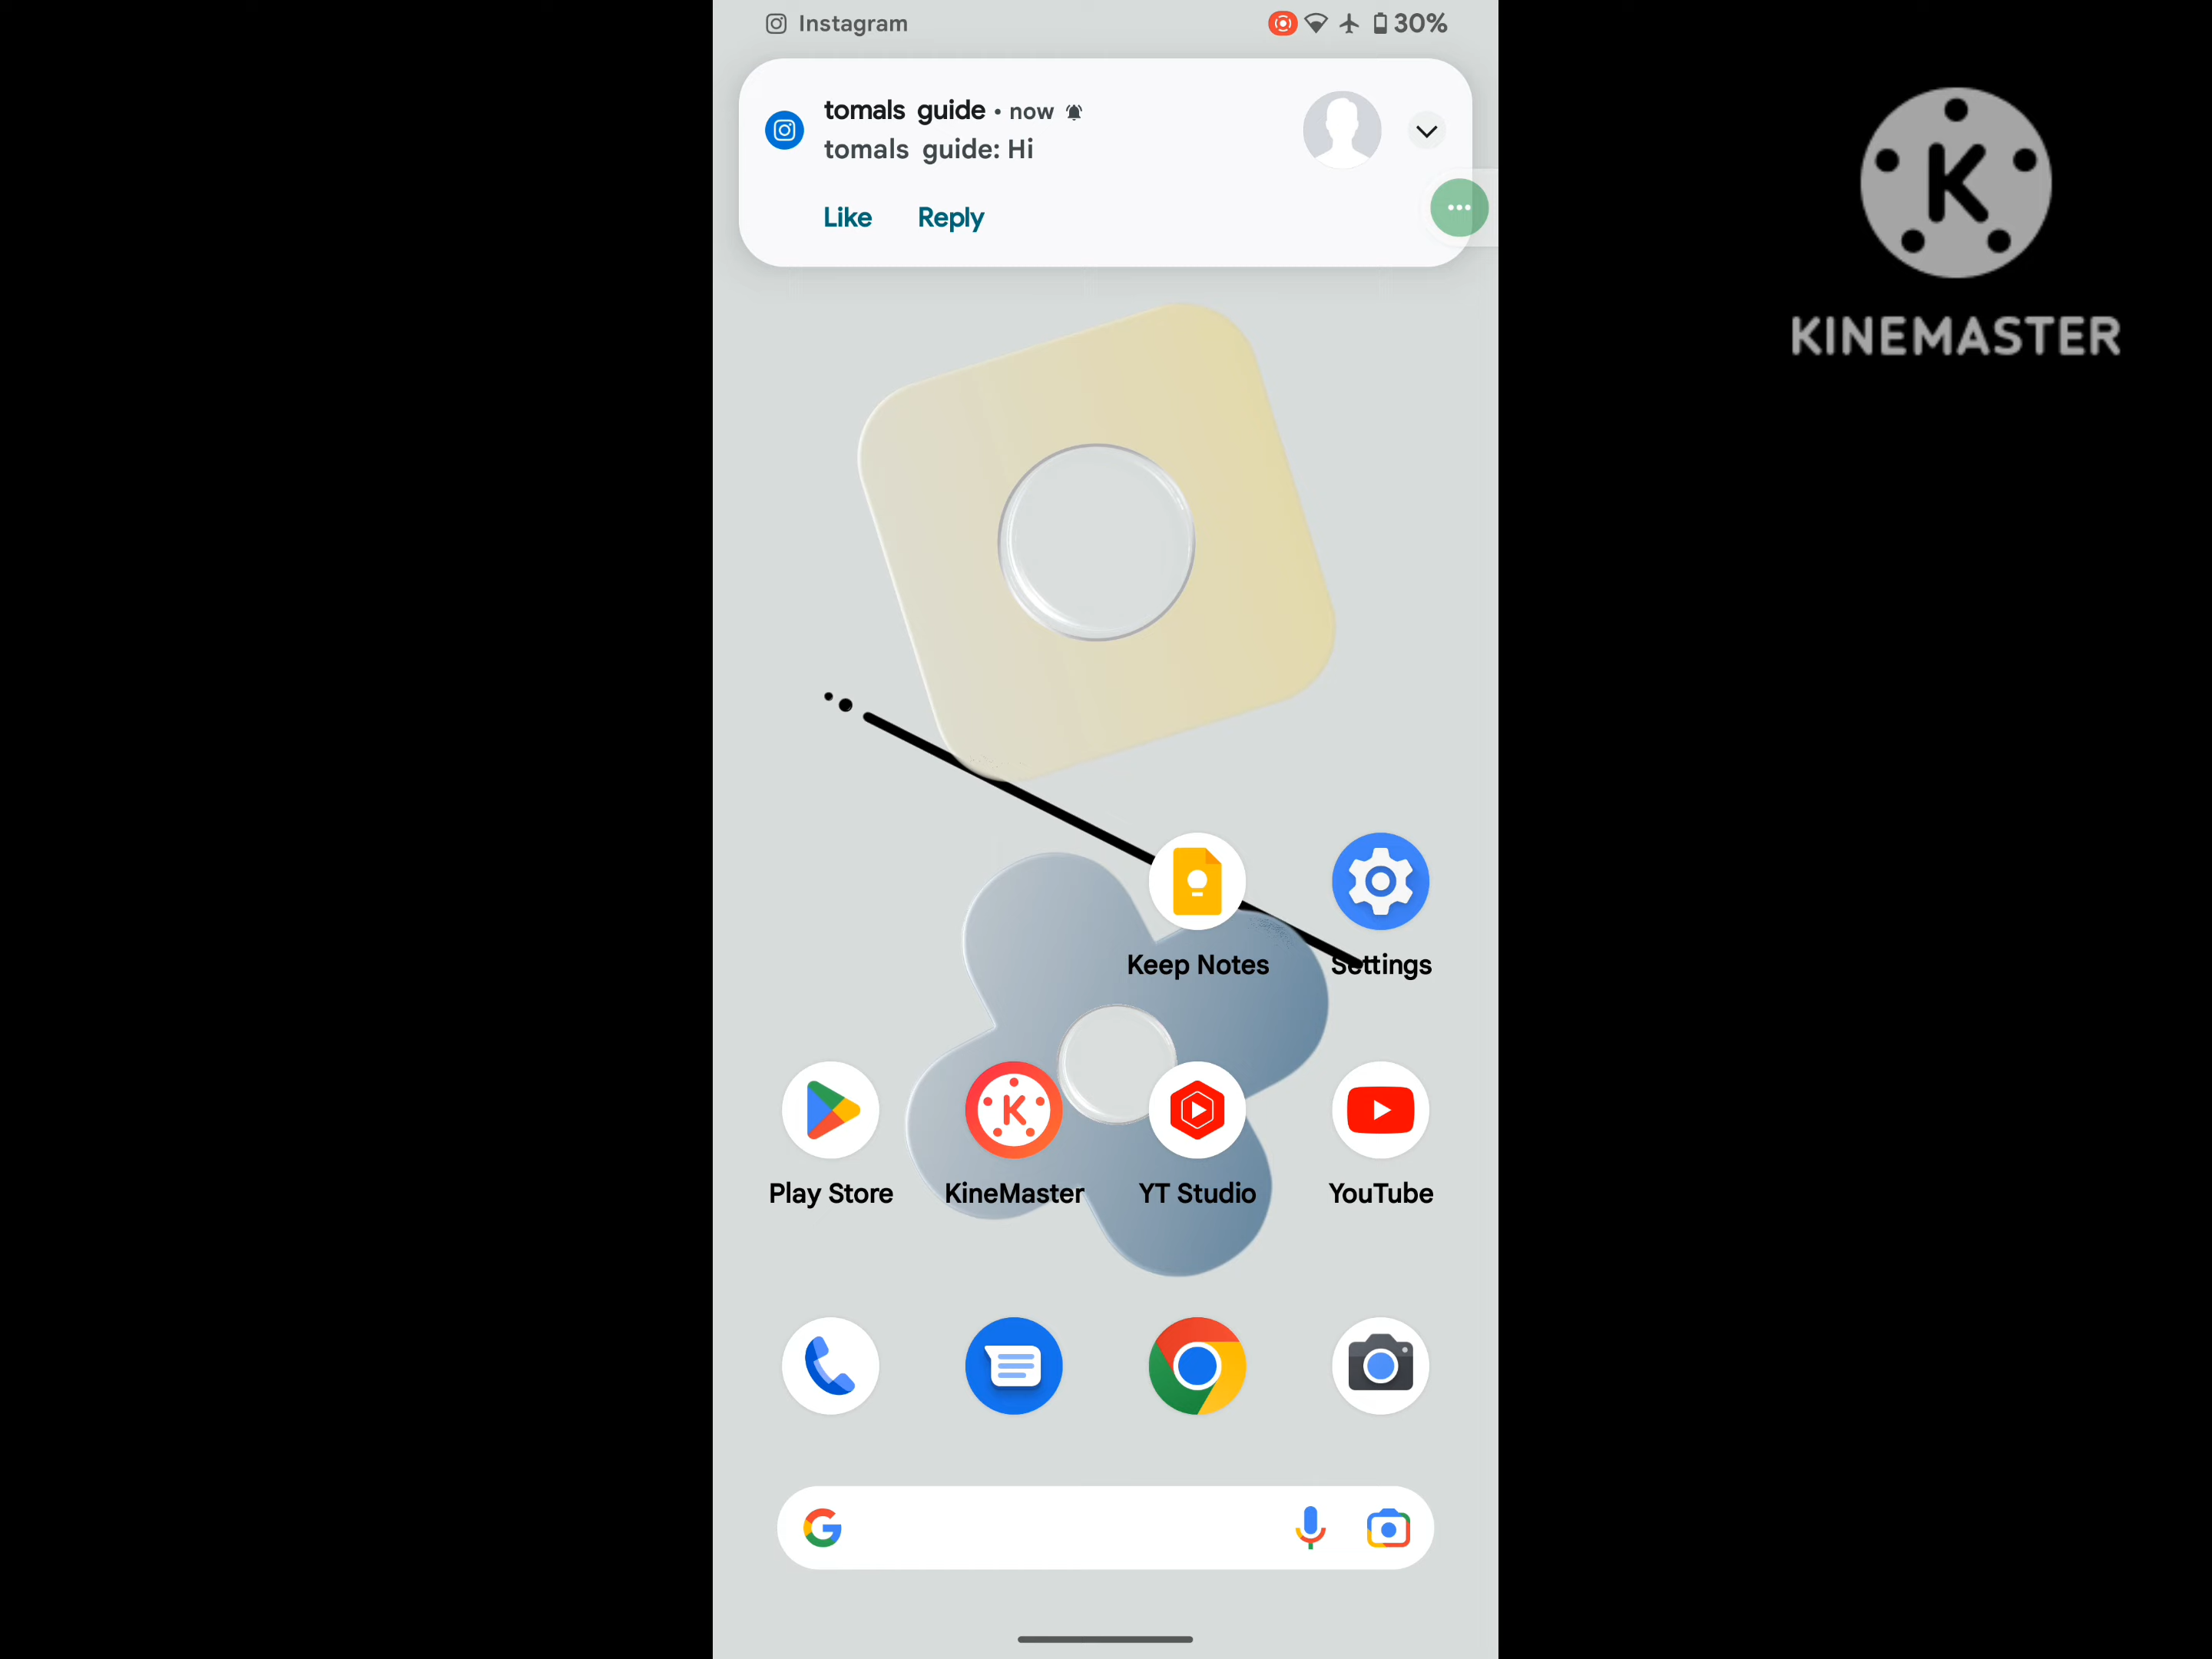 Instagram
30%
tomals guide • now
tomals guide: Hi
Like Reply
KINEMASTER
Keep Notes Settings
Play Store KineMaster YT Studio YouTube